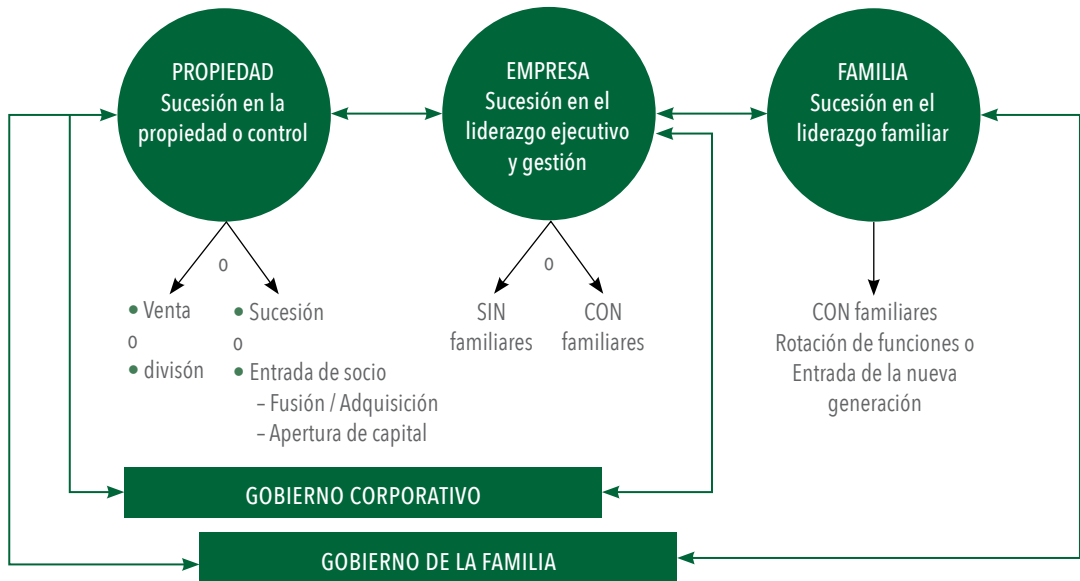 PROPIEDAD
Sucesión en la
propiedad o control
EMPRESA
Sucesión en el
liderazgo ejecutivo
y gestión
FAMILIA
Sucesión en el
liderazgo familiar
o
• Venta
o
• divisón
• Sucesión
o
• Entrada de socio
– Fusión / Adquisición
– Apertura de capital
o
SIN
familiares
CON
familiares
CON familiares
Rotación de funciones o
Entrada de la nueva
generación
GOBIERNO CORPORATIVO
GOBIERNO DE LA FAMILIA